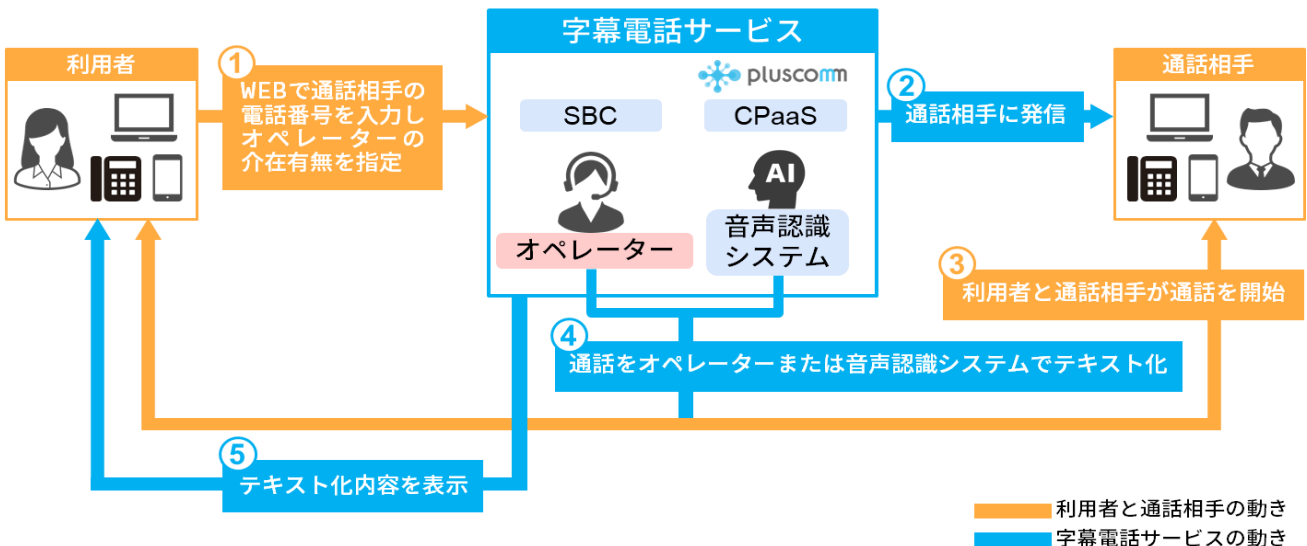 字幕電話サービス
利用者
通話相手
①
WEBで通話相手の
電話番号を入力し
オペレーターの
介在有無を指定
pluscomm
SBC
CPaaS
②
通話相手に発信
AI
オペレーター
音声認識
システム
③
利用者と通話相手が通話を開始
④
通話をオペレーターまたは音声認識システムでテキスト化
⑤
テキスト化内容を表示
利用者と通話相手の動き
字幕電話サービスの動き